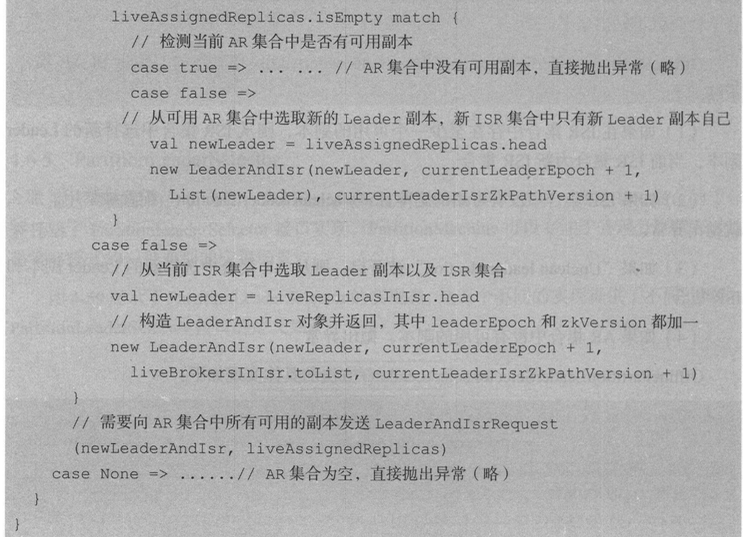 liveAssignedReplicas.isEmpty match {
// 检测当前 AR 集合中是否有可用副本
case true => ... ... // AR 集合中没有可用副本，直接抛出异常（略）
case false =>
// 从可用 AR 集合中选取新的 Leader 副本，新 ISR 集合中只有新 Leader 副本自己
val newLeader = liveAssignedReplicas.head
new LeaderAndIsr(newLeader, currentLeaderEpoch + 1,
List(newLeader), currentLeaderIsrZkPathVersion + 1)
}
case false =>
// 从当前 ISR 集合中选取 Leader 副本以及 ISR 集合
val newLeader = liveReplicasInIsr.head
// 构造 LeaderAndIsr 对象并返回，其中 leaderEpoch 和 zkVersion 都加一
new LeaderAndIsr(newLeader, currentLeaderEpoch + 1,
liveBrokersInIsr.toList, currentLeaderIsrZkPathVersion + 1)
}
// 需要向 AR 集合中所有可用的副本发送 LeaderAndIsrRequest
(newLeaderAndIsr, liveAssignedReplicas)
case None => ......// AR 集合为空，直接抛出异常（略）
}
}